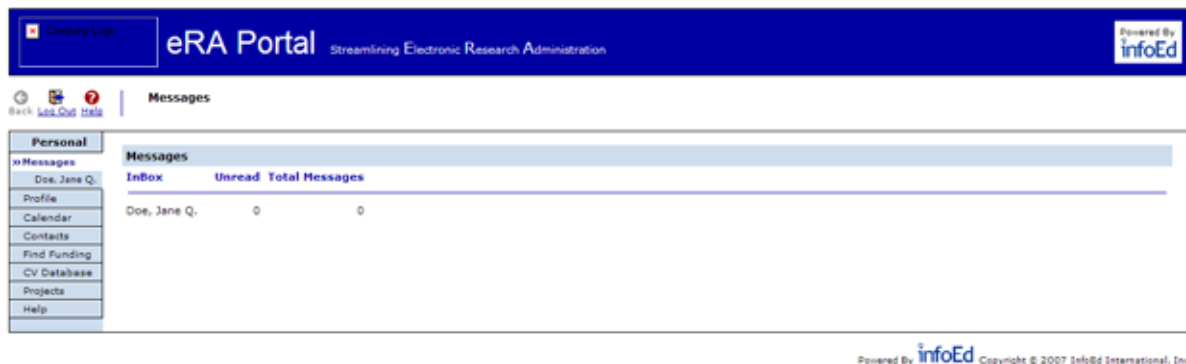 Company Logo
eRA Portal Streamlining Electronic Research Administration
Powered By
infoEd
Back Log Out Help
Messages
Personal
»Messages
Doe, Jane Q.
Profile
Calendar
Contacts
Find Funding
CV Database
Projects
Help
Messages
InBox Unread Total Messages
Doe, Jane Q. 0 0
Powered By infoEd Copyright © 2007 InfoEd International, In